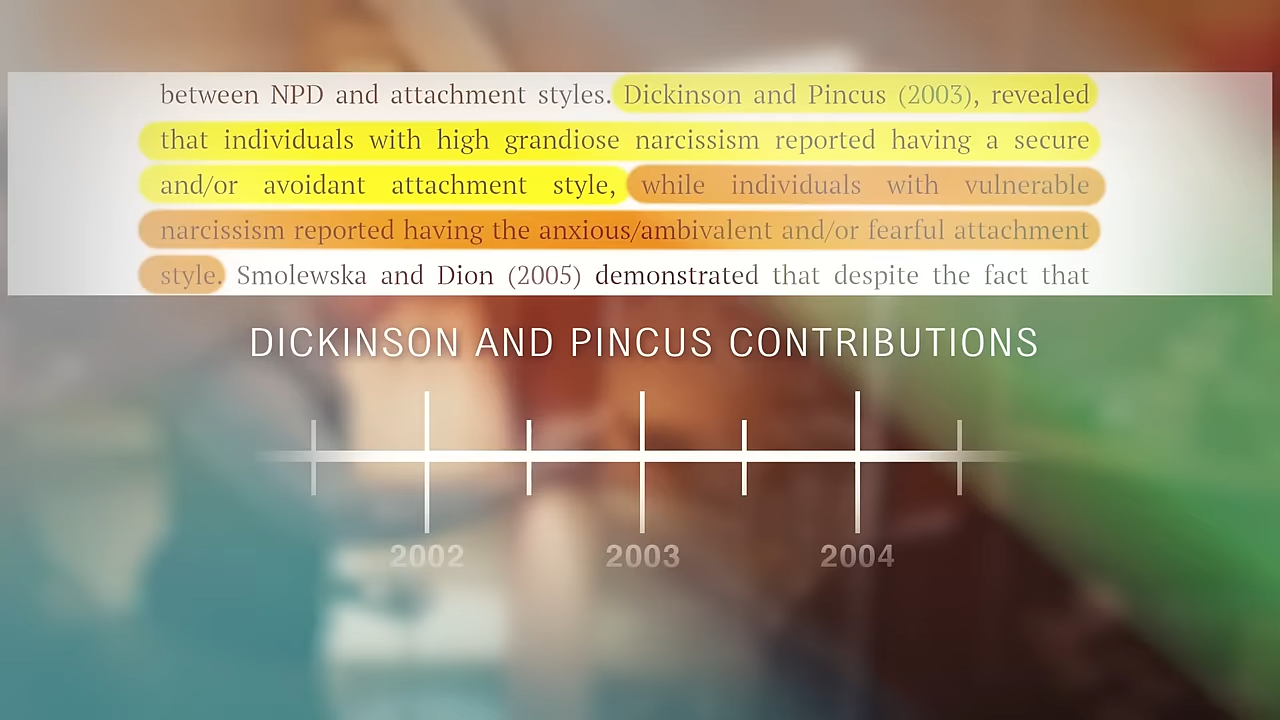 between NPD and attachment styles. Dickinson and Pincus (2003), revealed
that individuals with high grandiose narcissism reported having a secure
and/or avoidant attachment style, while individuals with vulnerable
narcissism reported having the anxious/ambivalent and/or fearful attachment
style. Smolewska and Dion (2005) demonstrated that despite the fact that
DICKINSON AND PINCUS CONTRIBUTIONS
2002 2003 2004